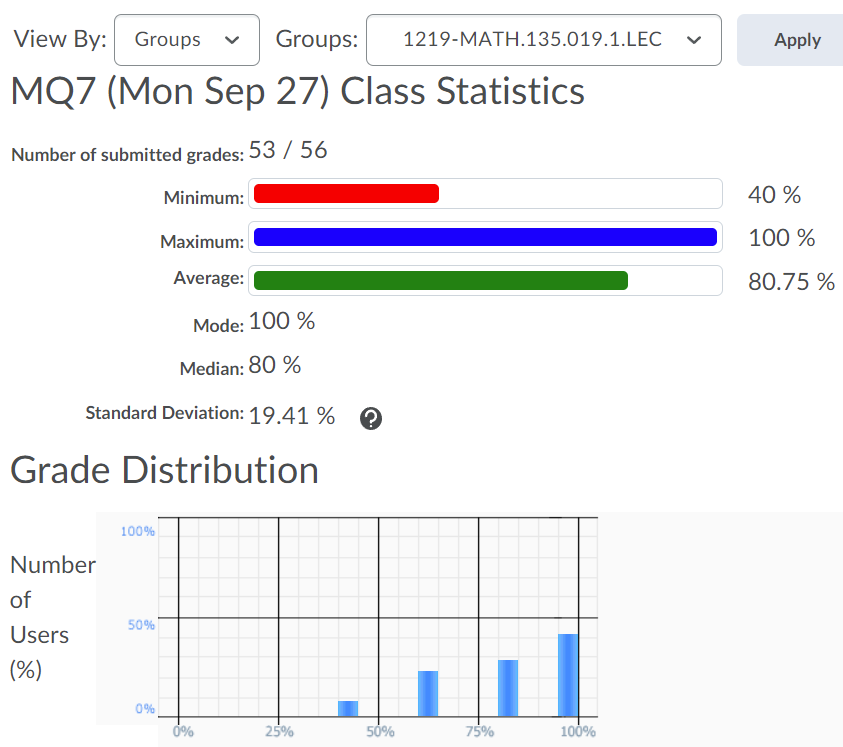 View By: Groups Groups: 1219-MATH.135.019.1.LEC Apply
MQ7 (Mon Sep 27) Class Statistics
Number of submitted grades: 53 / 56
Minimum: 40 %
Maximum: 100 %
Average: 80.75 %
Mode: 100 %
Median: 80 %
Standard Deviation: 19.41 % ?
Grade Distribution
Number
of
Users
(%)
100%
50%
0%
0% 25% 50% 75% 100%